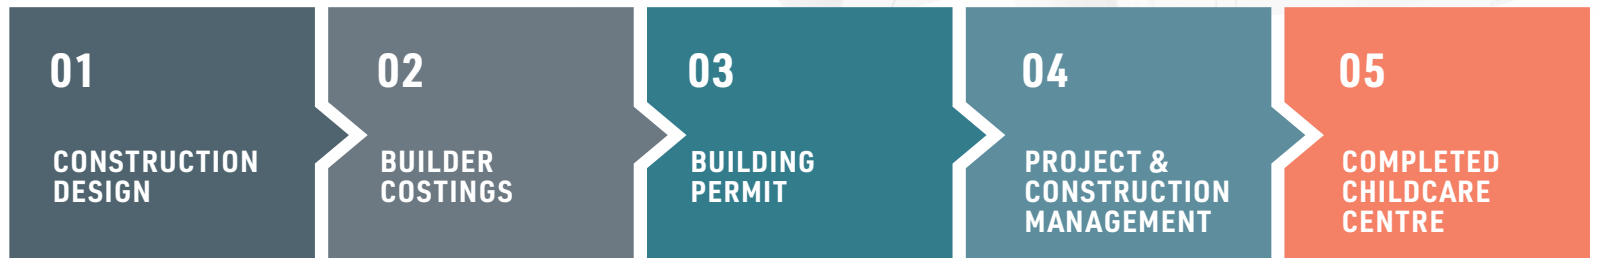 01
CONSTRUCTION
DESIGN
02
BUILDER
COSTINGS
03
BUILDING
PERMIT
04
PROJECT &
CONSTRUCTION
MANAGEMENT
05
COMPLETED
CHILDCARE
CENTRE